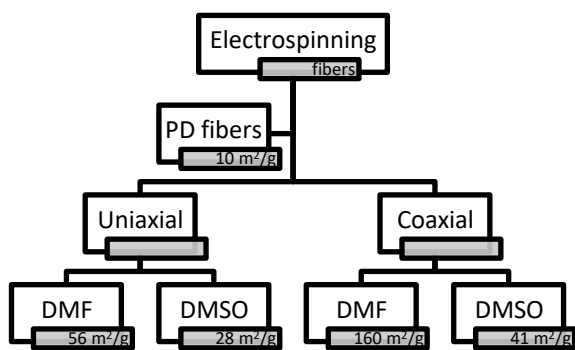 Electrospinning
fibers
PD fibers
10 m²/g
Uniaxial
Coaxial
DMF
DMSO
DMF
DMSO
56 m²/g
28 m²/g
160 m²/g
41 m²/g